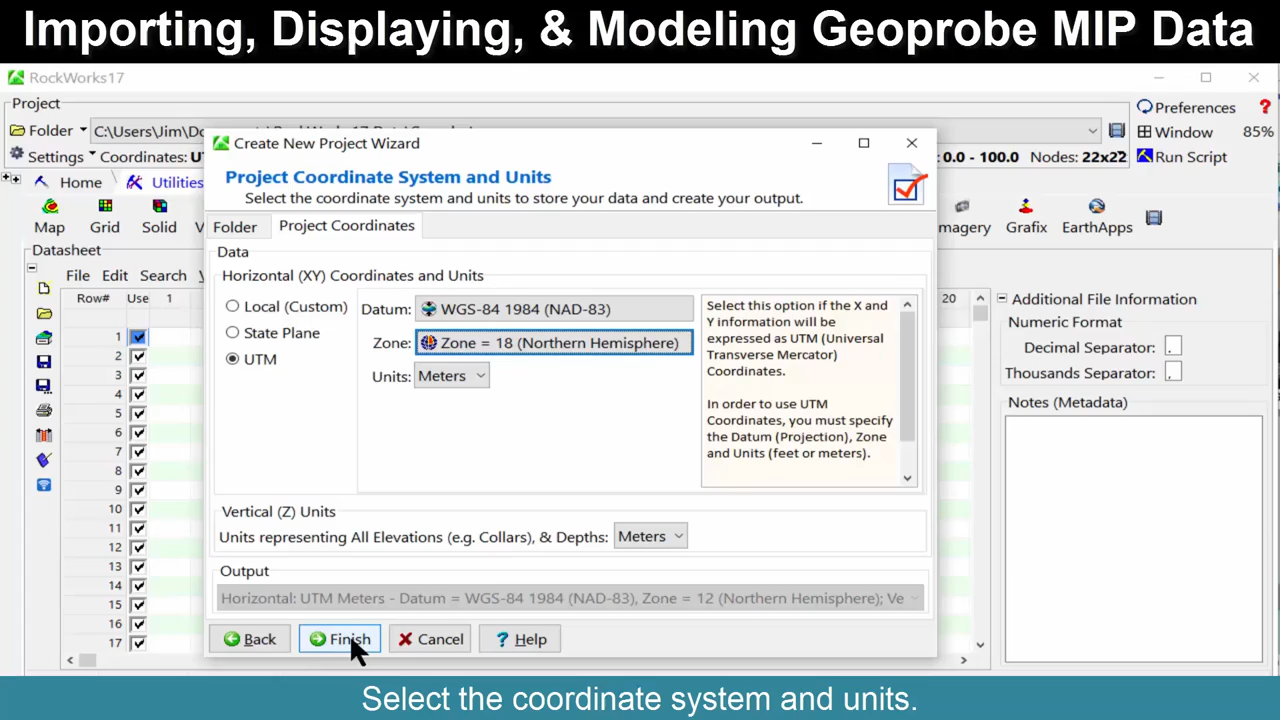 Importing, Displaying, & Modeling Geoprobe MIP Data
RockWorks17
Project
Folder
Preferences
?
Window
85%
Settings
Coordinates:
0.0 - 100.0
Nodes: 22x22
Run Script
Home
Utilities
Map
Grid
Solid
Grafix
EarthApps
Datasheet
File Edit Search
Row# Use 1
20
1
2
3
4
5
6
7
8
9
10
11
12
13
14
15
16
17
Create New Project Wizard
Project Coordinate System and Units
Select the coordinate system and units to store your data and create your output.
Folder
Project Coordinates
Data
Horizontal (XY) Coordinates and Units
Local (Custom)
State Plane
UTM
Datum: WGS-84 1984 (NAD-83)
Zone: Zone = 18 (Northern Hemisphere)
Units: Meters
Select this option if the X and
Y information will be
expressed as UTM (Universal
Transverse Mercator)
Coordinates.
In order to use UTM
Coordinates, you must specify
the Datum (Projection), Zone
and Units (feet or meters).
Vertical (Z) Units
Units representing All Elevations (e.g. Collars), & Depths: Meters
Output
Horizontal: UTM Meters - Datum = WGS-84 1984 (NAD-83), Zone = 12 (Northern Hemisphere); Ve
Back
Finish
Cancel
? Help
Additional File Information
Numeric Format
Decimal Separator: .
Thousands Separator: ,
Notes (Metadata)
Select the coordinate system and units.